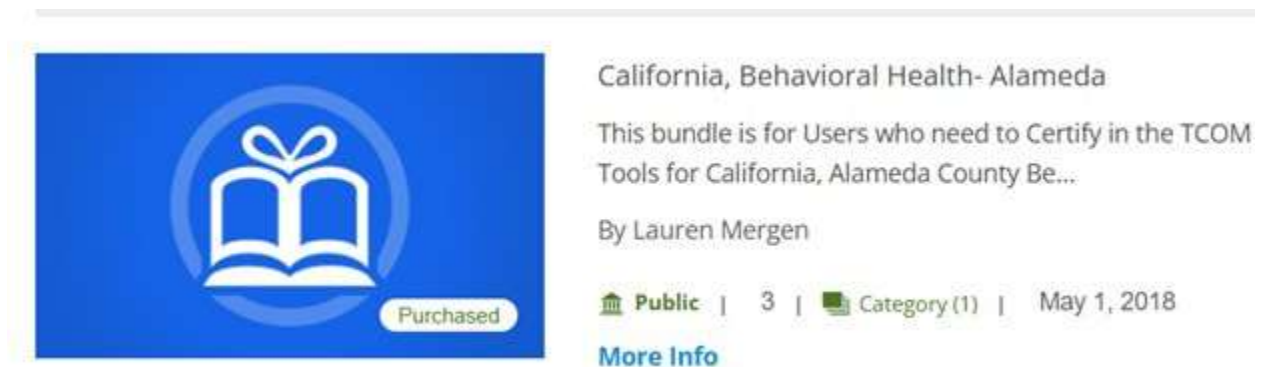 California, Behavioral Health- Alameda
This bundle is for Users who need to Certify in the TCOM
Tools for California, Alameda County Be...
By Lauren Mergen
Purchased
Public | 3 | Category (1) | May 1, 2018
More Info